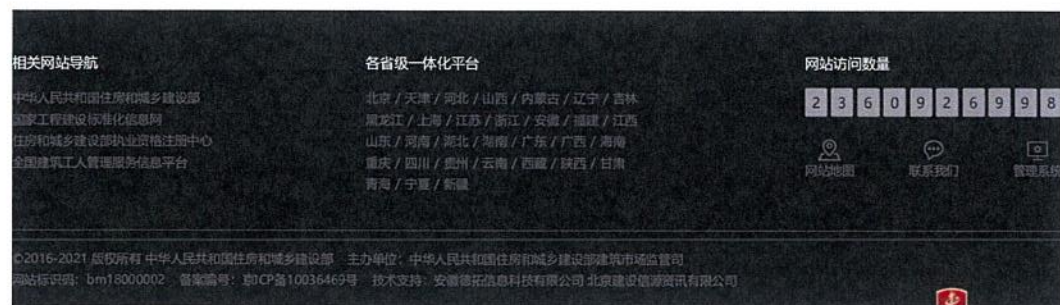 相关网站导航
中华人民共和国住房和城乡建设部
国家工程建设标准化信息网
住房和城乡建设部执业资格注册中心
全国建筑工人管理服务信息平台
各省级一体化平台
北京 / 天津 / 河北 / 山西 / 内蒙古 / 辽宁 / 吉林
黑龙江 / 上海 / 江苏 / 浙江 / 安徽 / 福建 / 江西
山东 / 河南 / 湖北 / 湖南 / 广东 / 广西 / 海南
重庆 / 四川 / 贵州 / 云南 / 西藏 / 陕西 / 甘肃
青海 / 宁夏 / 新疆
网站访问数量
2 3 6 0 9 2 6 9 9 8
网站地图 联系我们 管理系统
©2016-2021 版权所有 中华人民共和国住房和城乡建设部 主办单位：中华人民共和国住房和城乡建设部建筑市场监管司
网站标识码：bm18000002 备案编号：京ICP备10036469号 技术支持：安徽德拓信息科技有限公司 北京建设信源资讯有限公司